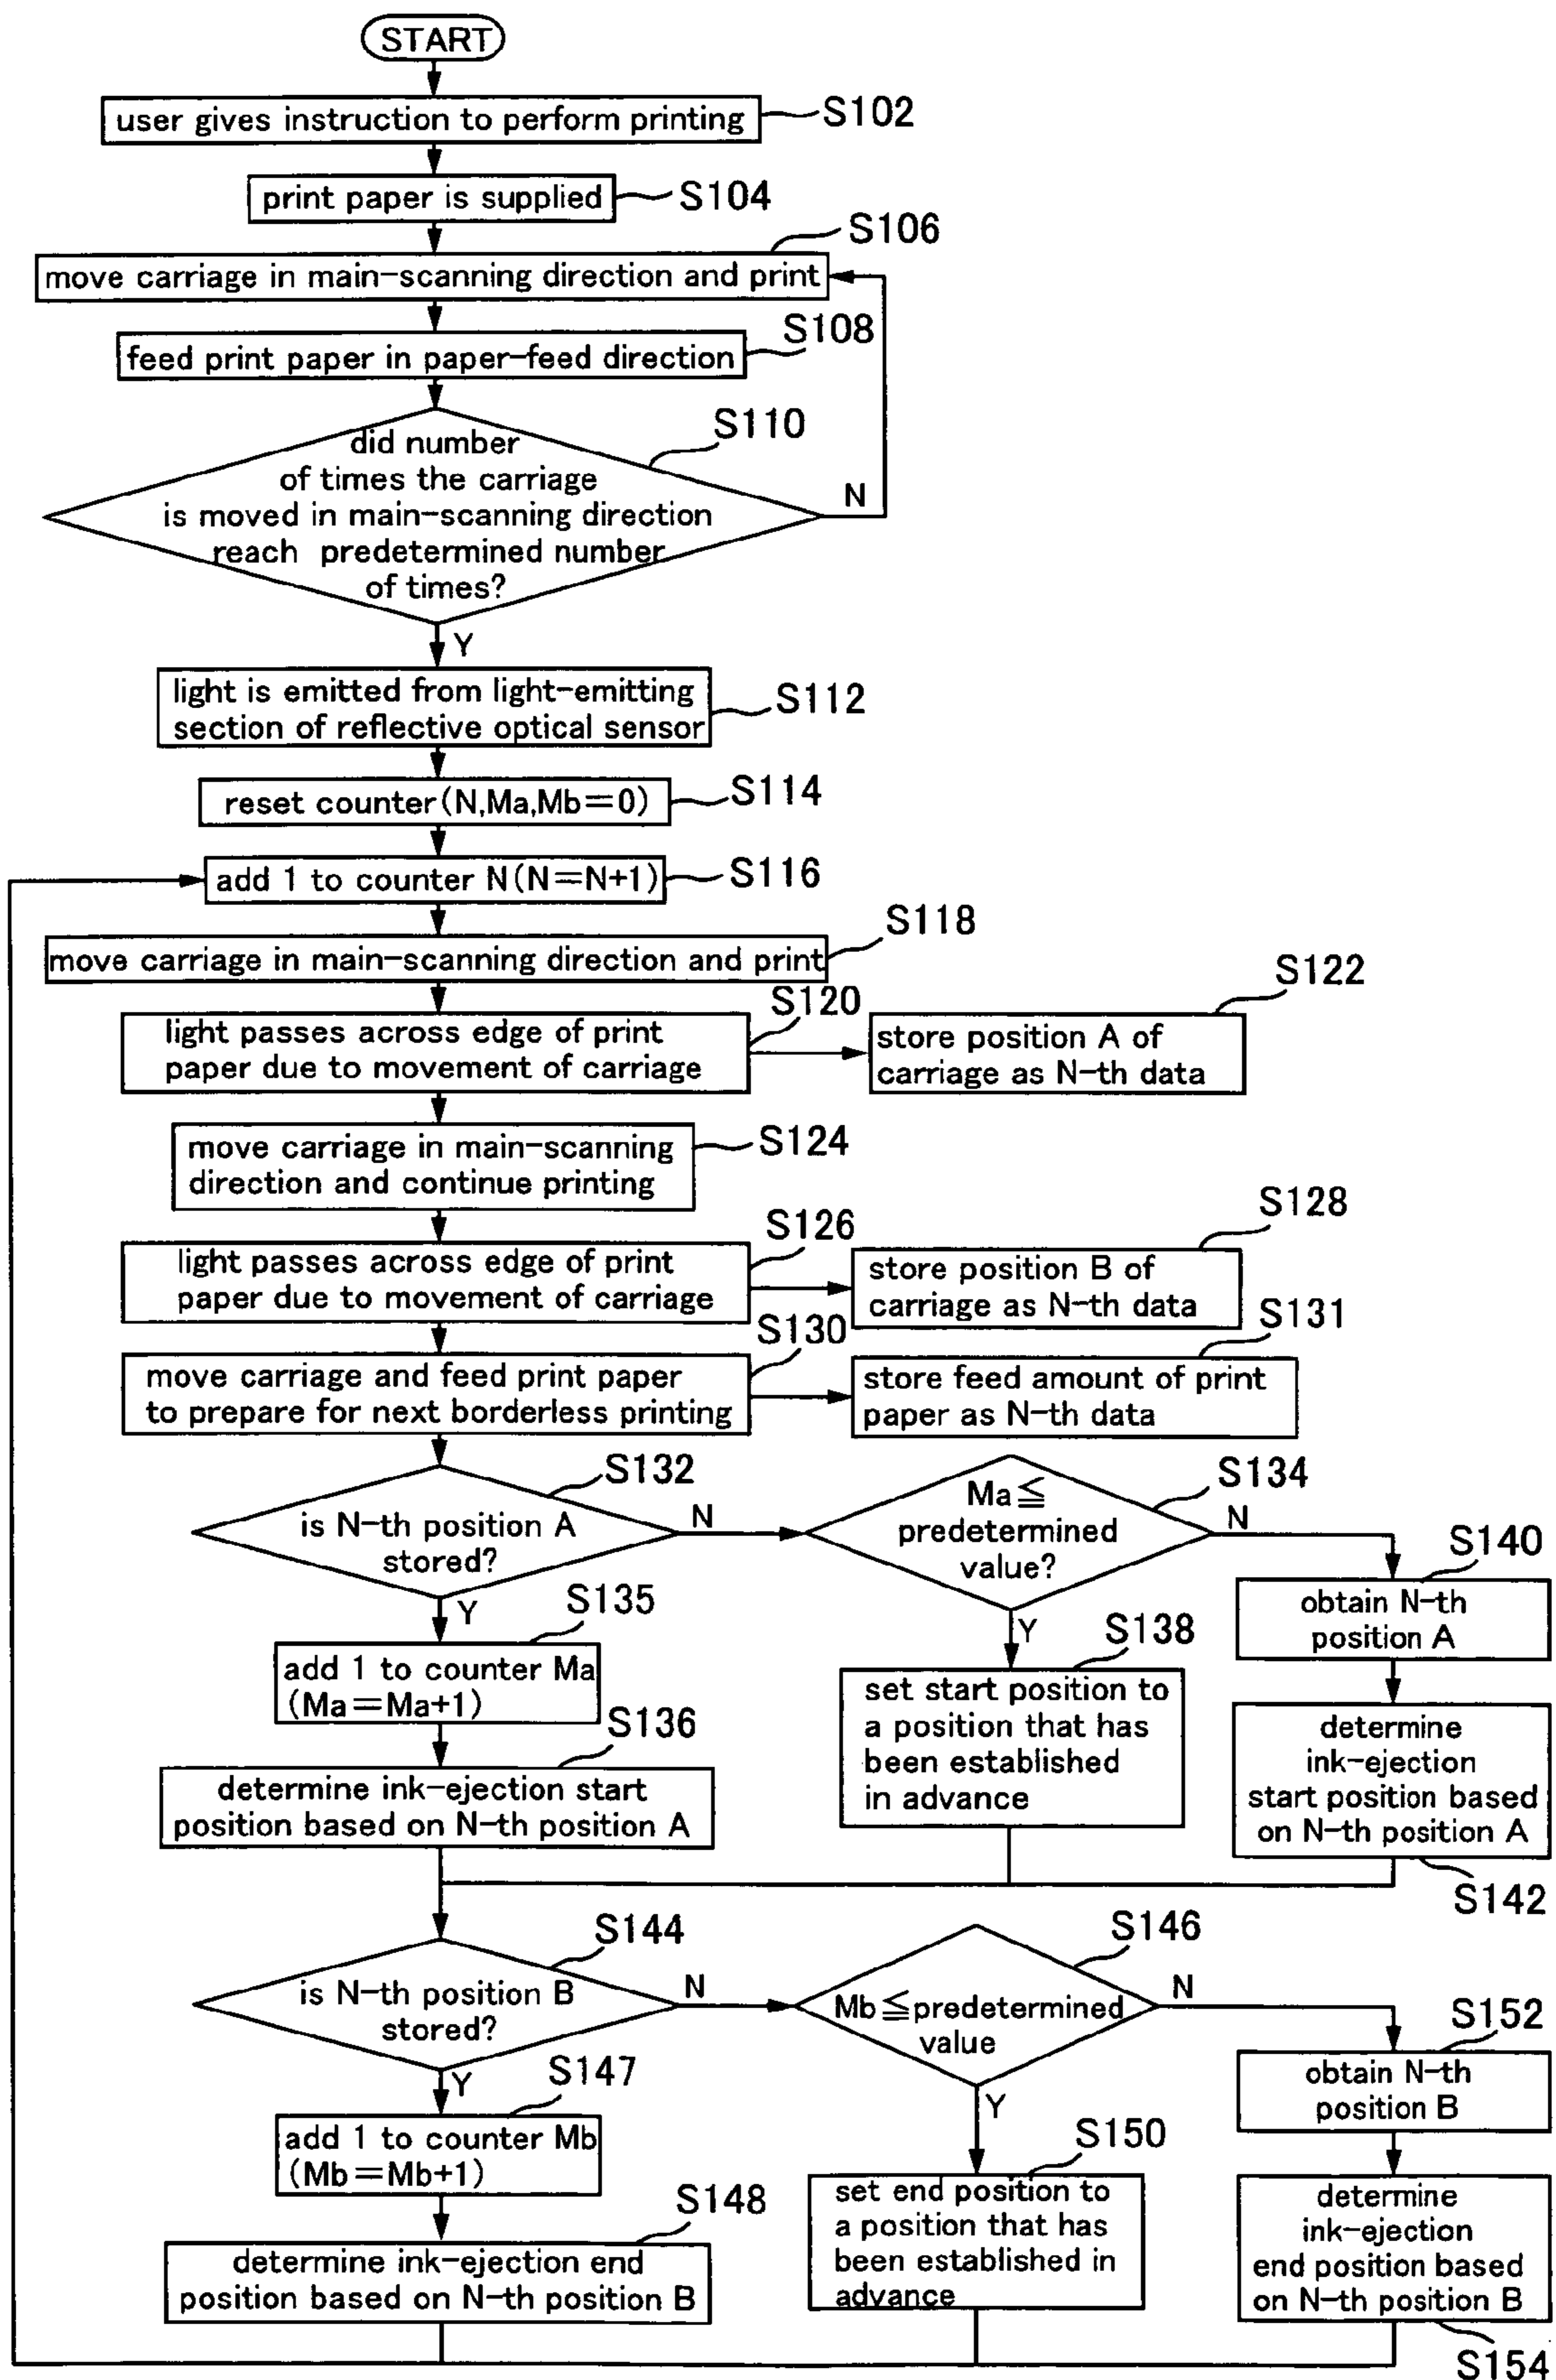 START
user gives instruction to perform printing
S102
print paper is supplied
S104
S106
move carriage in main-scanning direction and print
S108
feed print paper in paper-feed direction
S110
did number
of times the carriage
is moved in main-scanning direction
reach predetermined number
of times?
N
Y
light is emitted from light-emitting
section of reflective optical sensor
S112
reset counter(N,Ma,Mb=0)
S114
add 1 to counter N(N=N+1)
S116
S118
move carriage in main-scanning direction and print
S120
light passes across edge of print
paper due to movement of carriage
S122
store position A of
carriage as N-th data
move carriage in main-scanning
direction and continue printing
S124
S126
light passes across edge of print
paper due to movement of carriage
S128
store position B of
carriage as N-th data
S130
move carriage and feed print paper
to prepare for next borderless printing
S131
store feed amount of print
paper as N-th data
S132
is N-th position A
stored?
N
Y
S134
Ma≦
predetermined
value?
N
Y
S135
add 1 to counter Ma
(Ma=Ma+1)
S136
determine ink-ejection start
position based on N-th position A
S138
set start position to
a position that has
been established
in advance
S140
obtain N-th
position A
determine
ink-ejection
start position based
on N-th position A
S142
S144
is N-th position B
stored?
N
Y
S146
Mb≦predetermined
value
N
Y
S147
add 1 to counter Mb
(Mb=Mb+1)
S148
determine ink-ejection end
position based on N-th position B
S150
set end position to
a position that has
been established in
advance
S152
obtain N-th
position B
determine
ink-ejection
end position based
on N-th position B
S154